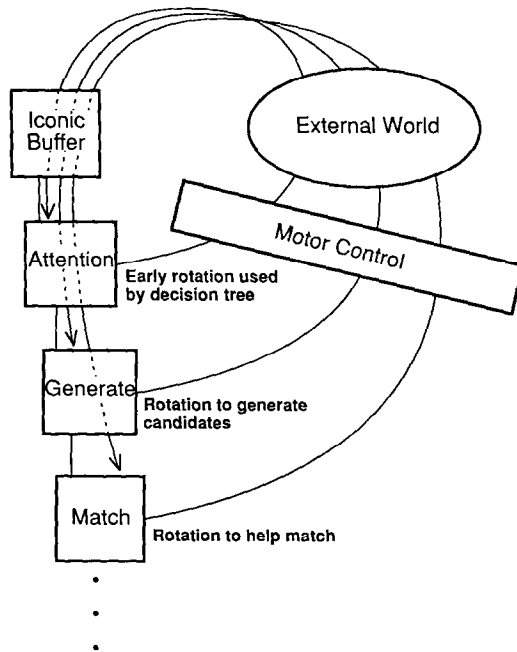 Iconic
Buffer
External World
Motor Control
Attention
Early rotation used
by decision tree
Generate
Rotation to generate
candidates
Match
Rotation to help match